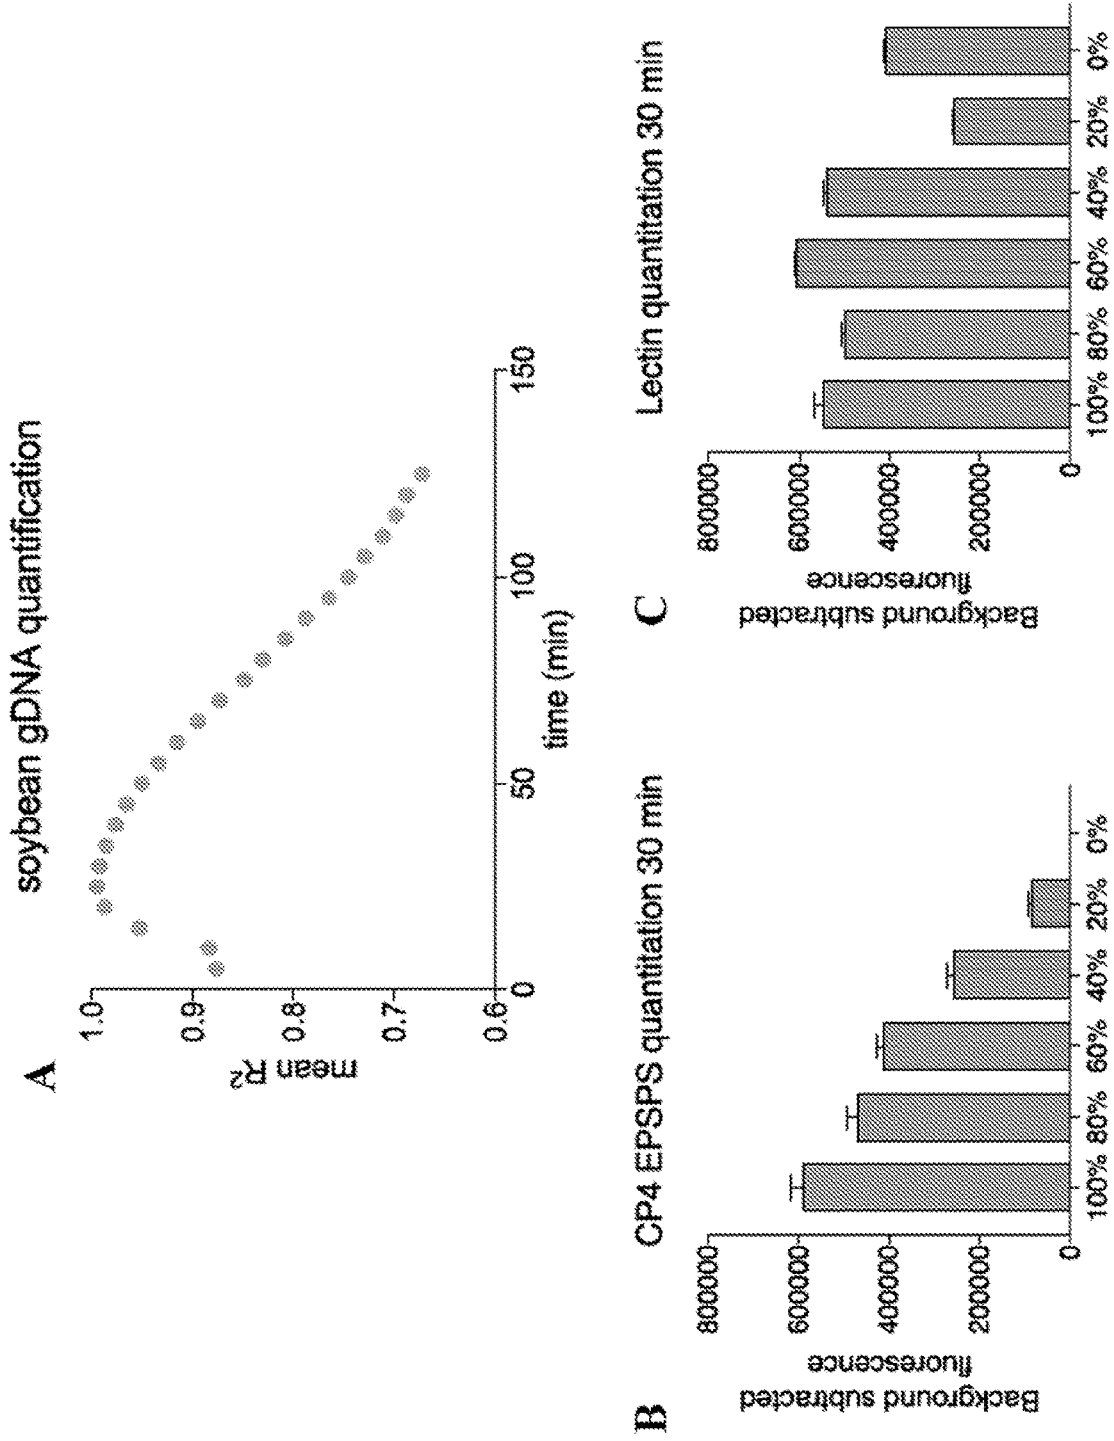 A
soybean gDNA quantification
1.0
0.9
0.8
0.7
0.6
mean R²
0
50
100
150
time (min)
B
CP4 EPSPS quantitation 30 min
800000
600000
400000
200000
0
Background subtracted
fluorescence
100% 80% 60% 40% 20% 0%
C
Lectin quantitation 30 min
800000
600000
400000
200000
0
Background subtracted
fluorescence
100% 80% 60% 40% 20% 0%